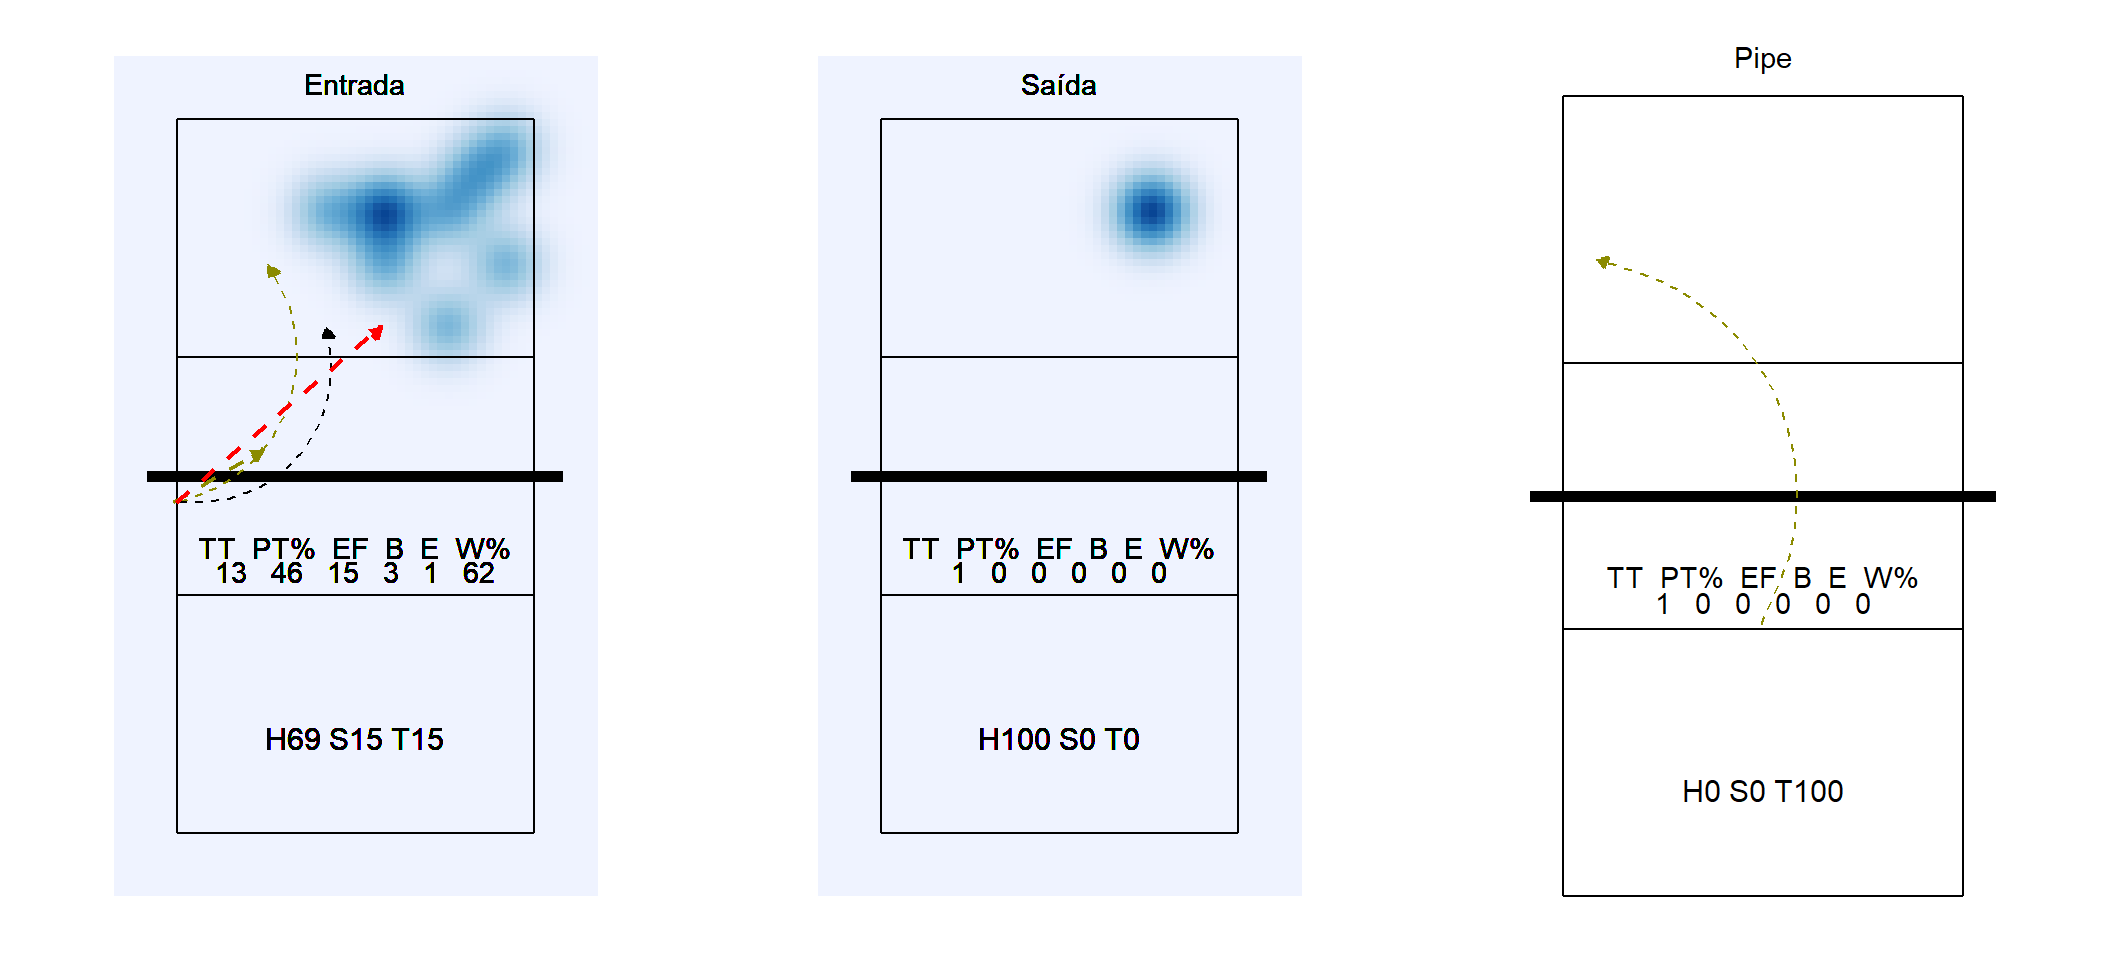 Entrada
TT PT% EF B E W%
13 46 15 3 1 62
H69 S15 T15
Saída
TT PT% EF B E W%
1 0 0 0 0 0
H100 S0 T0
Pipe
TT PT% EF B E W%
1 0 0 0 0 0
H0 S0 T100